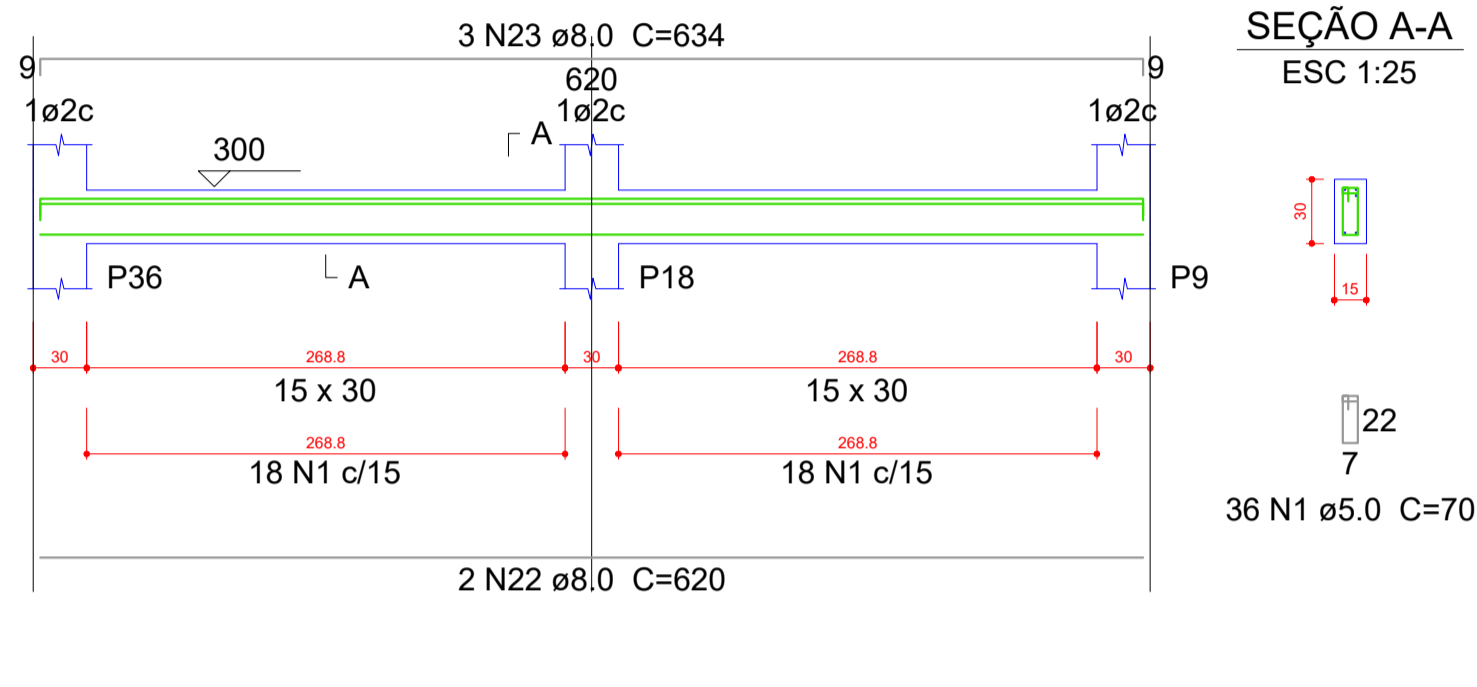 3 N23 ø8.0 C=634
SEÇÃO A-A
ESC 1:25
9
620
9
1ø2c
1ø2c
1ø2c
300
A
A
P36
P18
P9
30
268.8
30
268.8
30
15 x 30
15 x 30
268.8
268.8
18 N1 c/15
18 N1 c/15
2 N22 ø8.0 C=620
30
15
22
7
36 N1 ø5.0 C=70